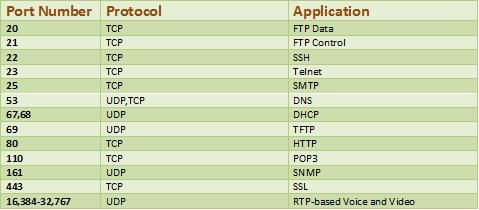 Port Number Protocol Application
20 TCP FTP Data
21 TCP FTP Control
22 TCP SSH
23 TCP Telnet
25 TCP SMTP
53 UDP,TCP DNS
67,68 UDP DHCP
69 UDP TFTP
80 TCP HTTP
110 TCP POP3
161 UDP SNMP
443 TCP SSL
16,384-32,767 UDP RTP-based Voice and Video